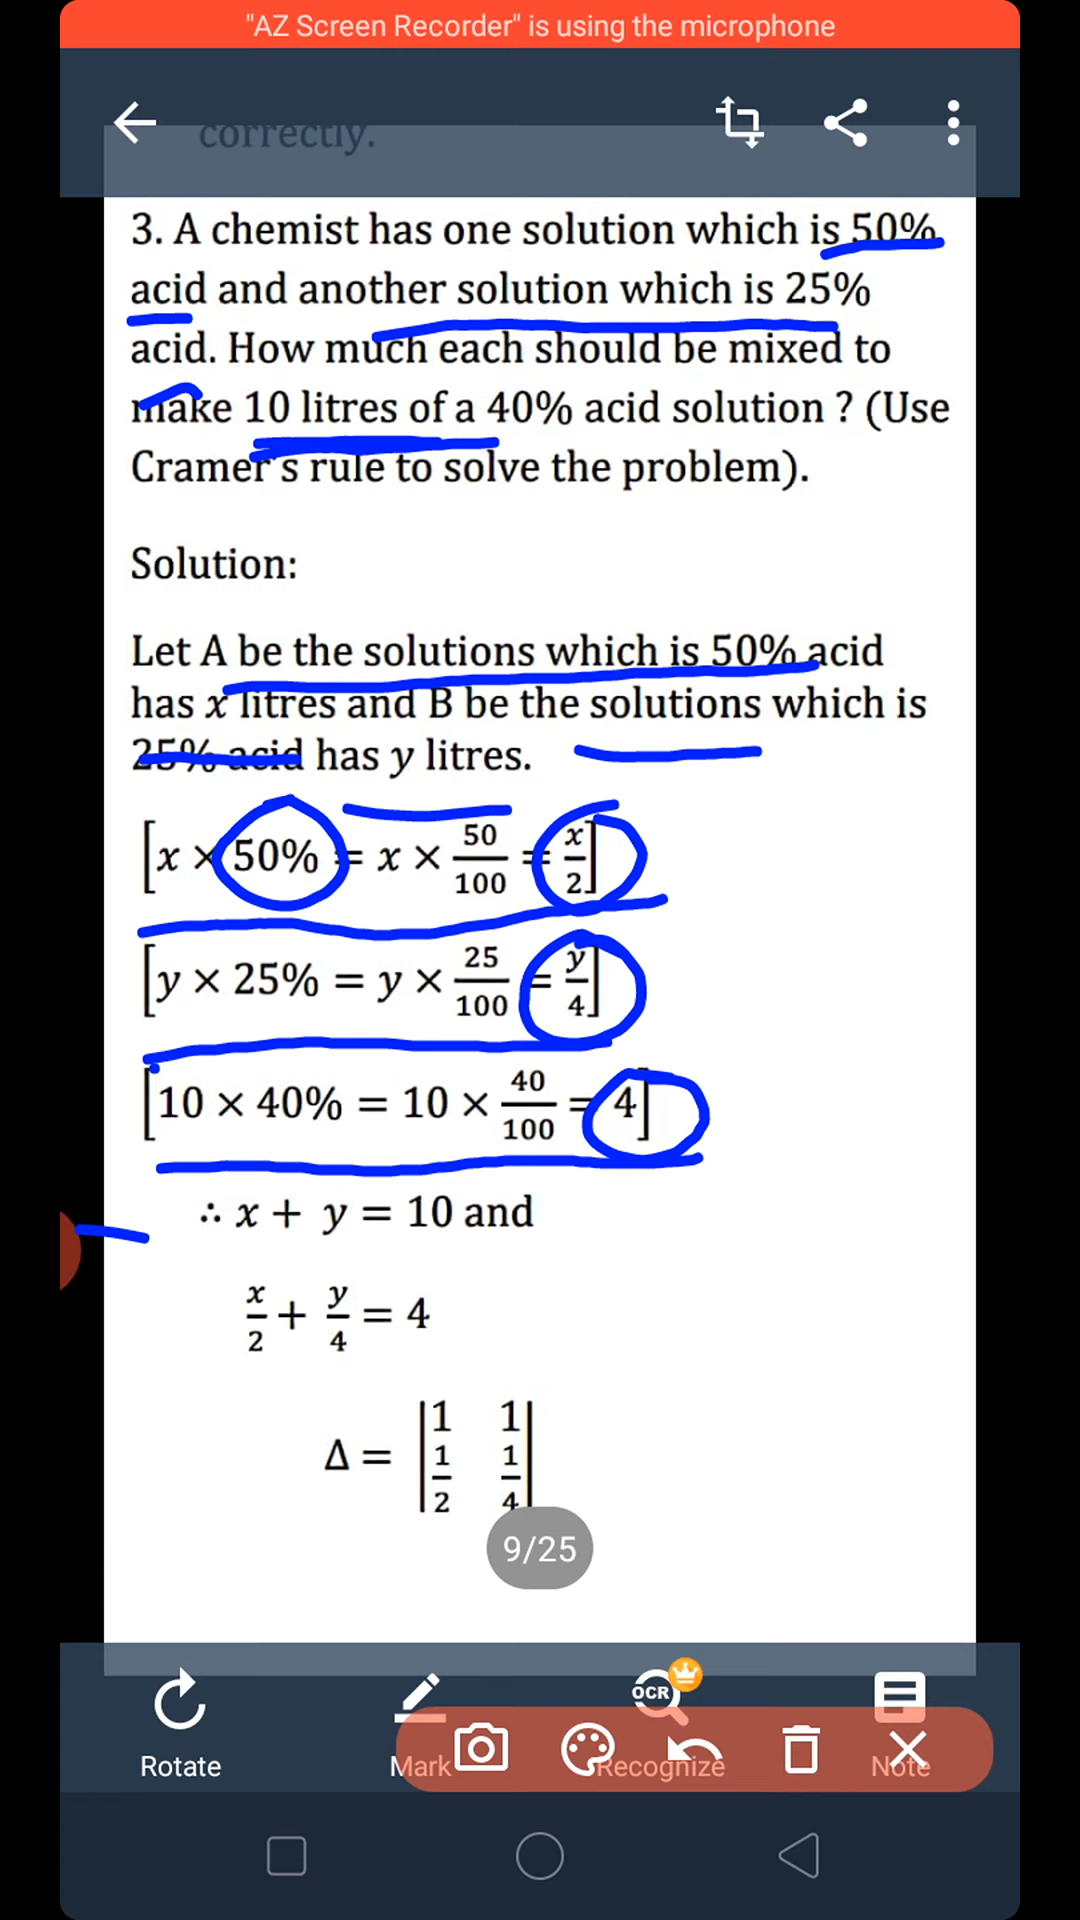 "AZ Screen Recorder" is using the microphone
correctly.
3. A chemist has one solution which is 50%
acid and another solution which is 25%
acid. How much each should be mixed to
make 10 litres of a 40% acid solution ? (Use
Cramer's rule to solve the problem).
Solution:
Let A be the solutions which is 50% acid
has x litres and B be the solutions which is
25% acid has y litres.
[x × 50% = x × 50/100 = x/2]
[y × 25% = y × 25/100 = y/4]
[10 × 40% = 10 × 40/100 = 4]
∴ x + y = 10 and
x/2 + y/4 = 4
Δ = |1 1|
|1/2 1/4|
9/25
OCR
Rotate Mark Recognize Note